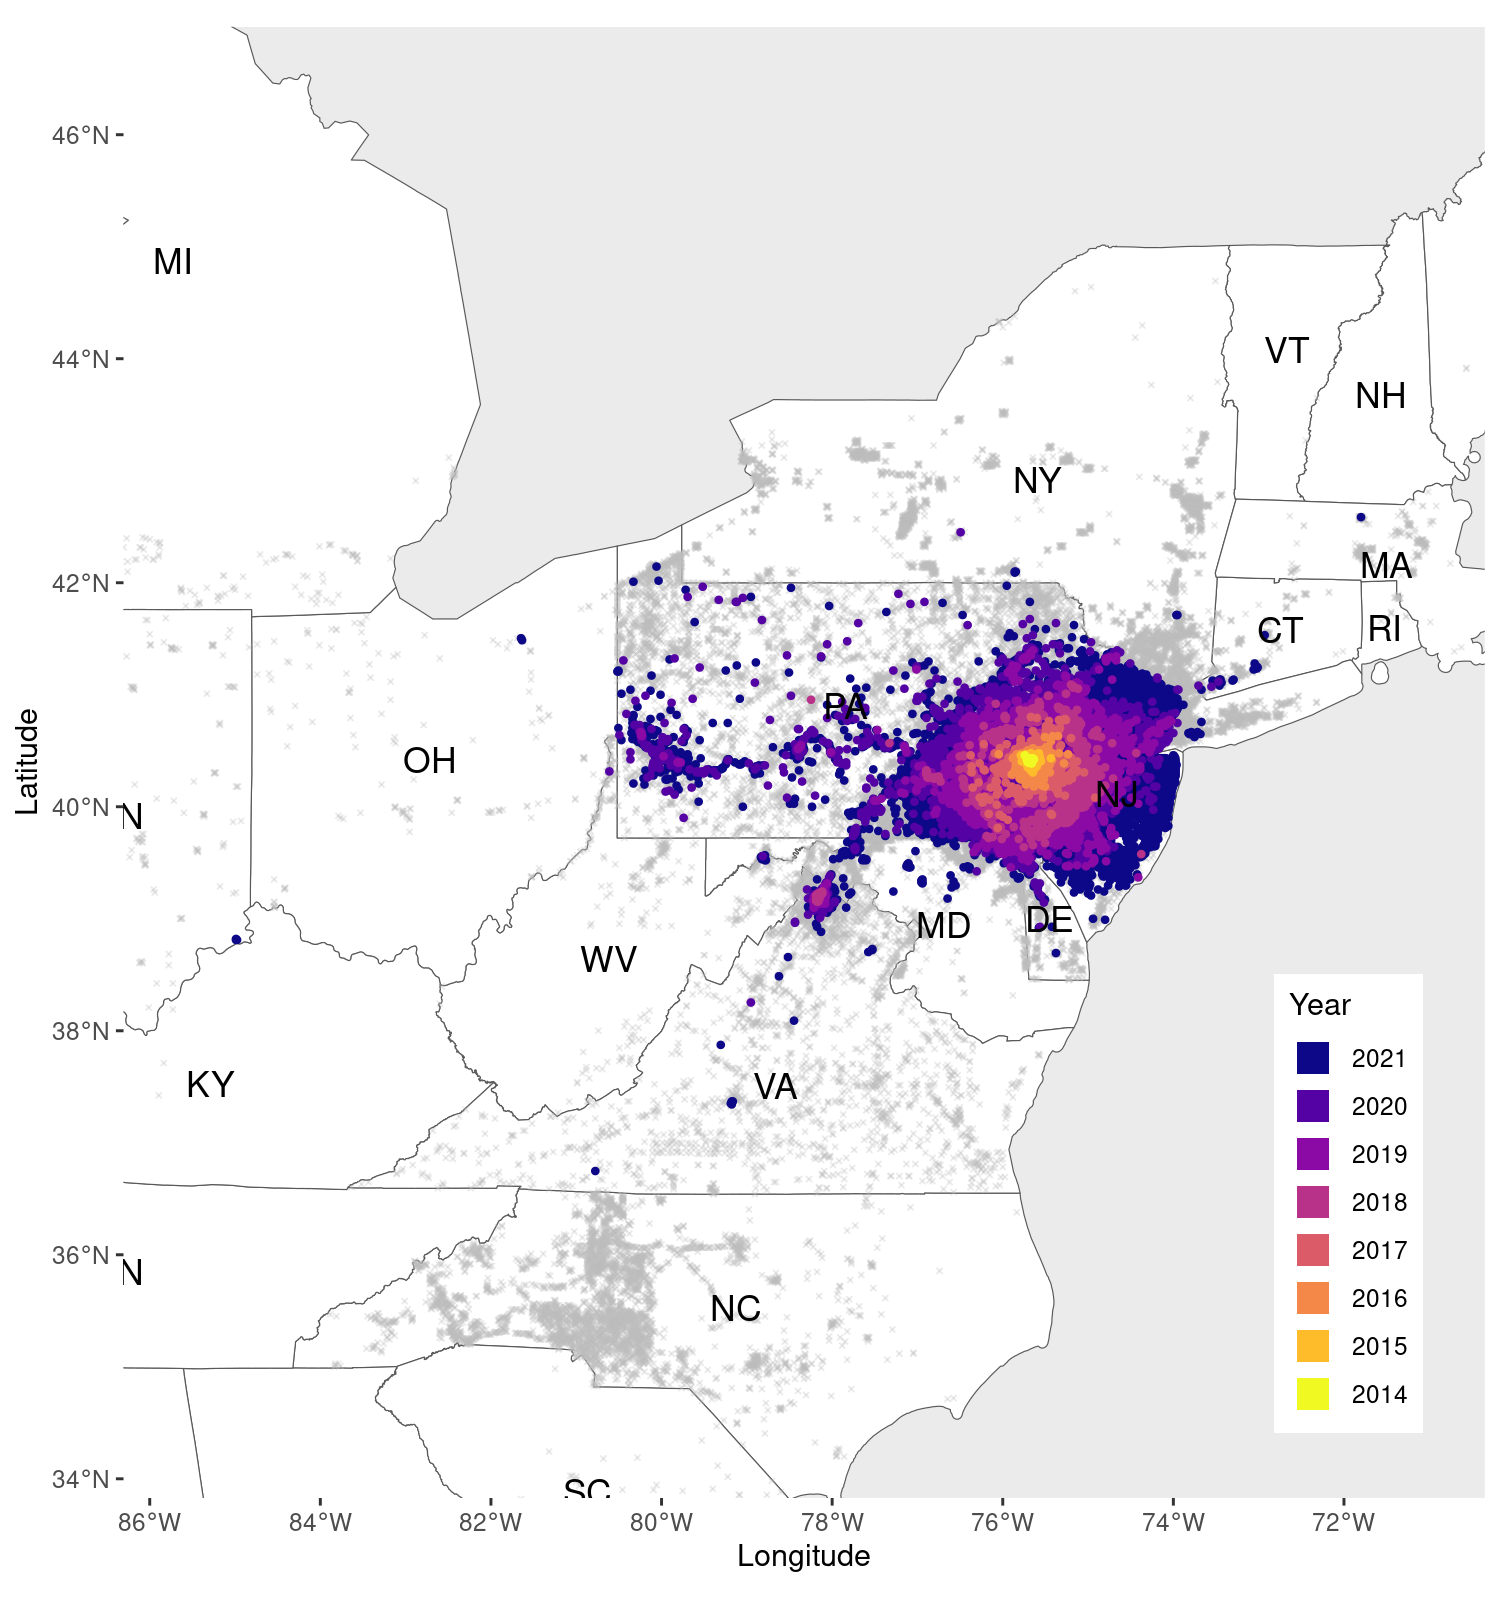 46°N
MI
44°N
VT
NH
NY
42°N
MA
CT
RI
PA
OH
NJ
40°N
N
MD
DE
WV
38°N
KY
VA
36°N
N
NC
34°N
SC
Year
2021
2020
2019
2018
2017
2016
2015
2014
86°W 84°W 82°W 80°W 78°W 76°W 74°W 72°W
Longitude
Latitude